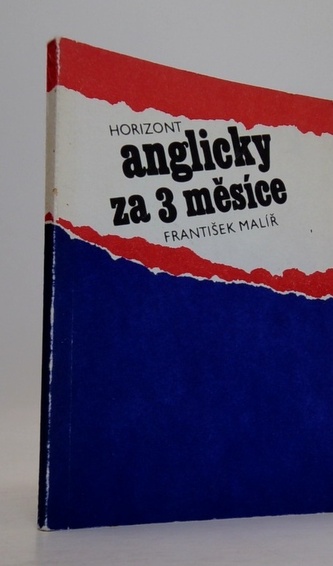 HORIZONT
anglicky
za 3 měsíce
FRANTIŠEK MALÍŘ